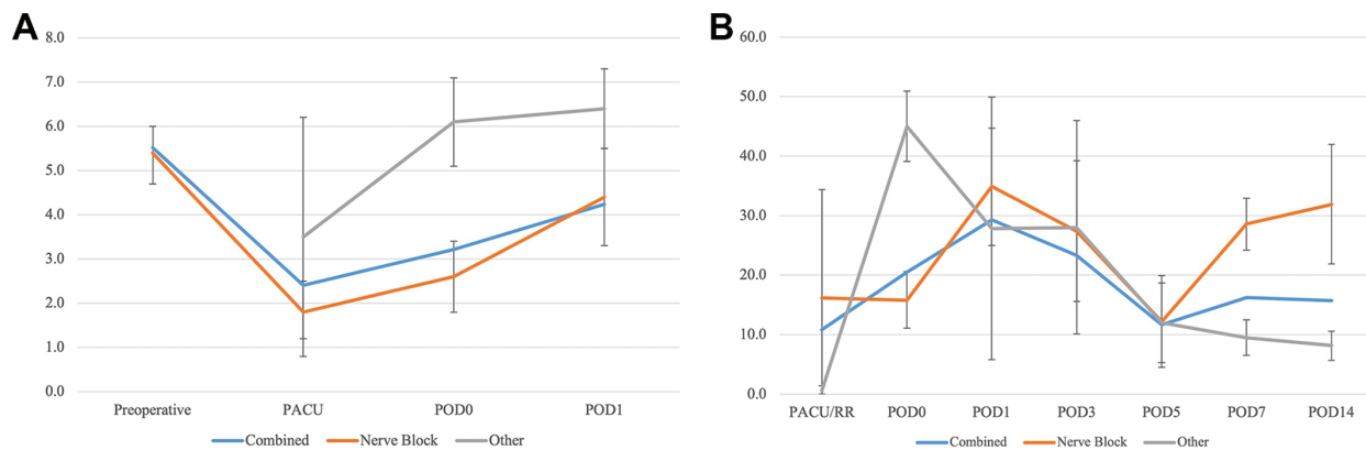 A
8.0
7.0
6.0
5.0
4.0
3.0
2.0
1.0
0.0
Preoperative PACU POD0 POD1
Combined Nerve Block Other
B
60.0
50.0
40.0
30.0
20.0
10.0
0.0
PACU/RR POD0 POD1 POD3 POD5 POD7 POD14
Combined Nerve Block Other